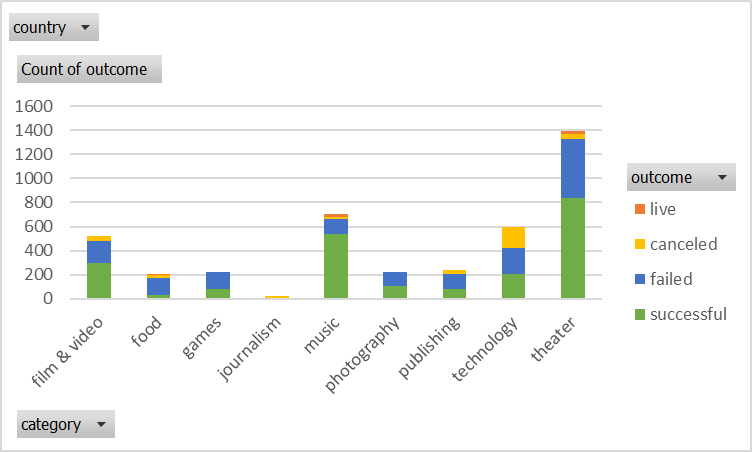 country
Count of outcome
1600
1400
1200
1000
800
600
400
200
0
film & video
food
games
journalism
music
photography
publishing
technology
theater
outcome
live
canceled
failed
successful
category